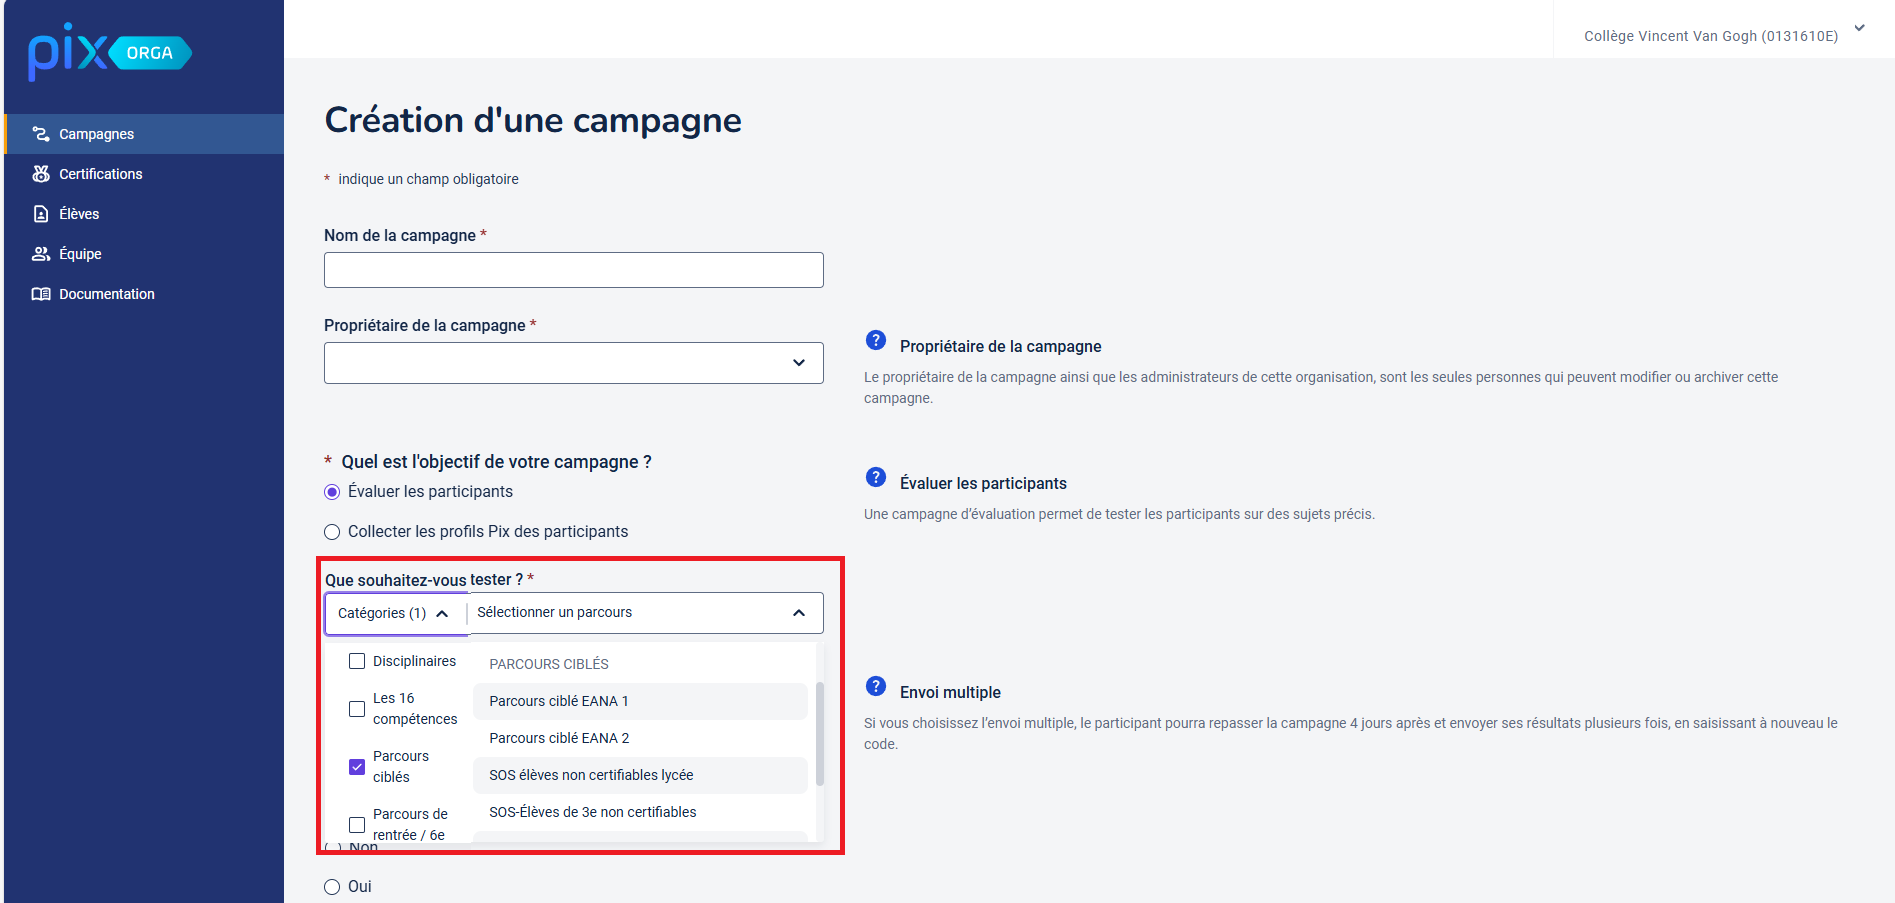 pix ORGA
Collège Vincent Van Gogh (0131610E)
Campagnes
Certifications
Élèves
Équipe
Documentation
Création d'une campagne
* indique un champ obligatoire
Nom de la campagne *
Propriétaire de la campagne *
? Propriétaire de la campagne
Le propriétaire de la campagne ainsi que les administrateurs de cette organisation, sont les seules personnes qui peuvent modifier ou archiver cette
campagne.
* Quel est l'objectif de votre campagne ?
Évaluer les participants
Collecter les profils Pix des participants
? Évaluer les participants
Une campagne d'évaluation permet de tester les participants sur des sujets précis.
Que souhaitez-vous tester ? *
Catégories (1)
Sélectionner un parcours
Disciplinaires
Les 16
compétences
Parcours
ciblés
Parcours de
rentrée / 6e
PARCOURS CIBLÉS
Parcours ciblé EANA 1
Parcours ciblé EANA 2
SOS élèves non certifiables lycée
SOS-Élèves de 3e non certifiables
Non
Oui
? Envoi multiple
Si vous choisissez l'envoi multiple, le participant pourra repasser la campagne 4 jours après et envoyer ses résultats plusieurs fois, en saisissant à nouveau le
code.